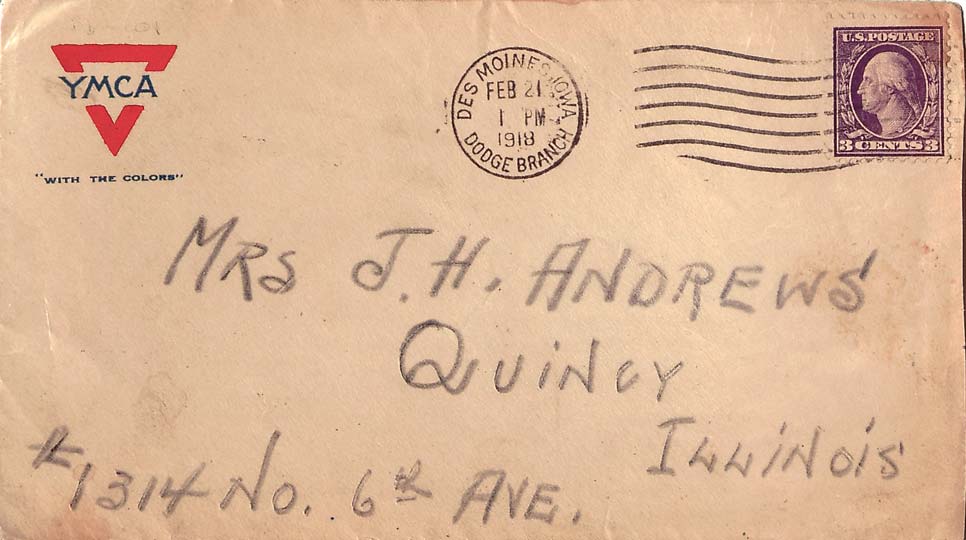 YMCA
"WITH THE COLORS"
DES MOINES, IOWA
FEB 21
1 PM
1918
DODGE BRANCH
U.S. POSTAGE
3 CENTS 3
MRS J. H. ANDREWS
QUINCY
ILLINOIS
# 1314 NO. 6th AVE.